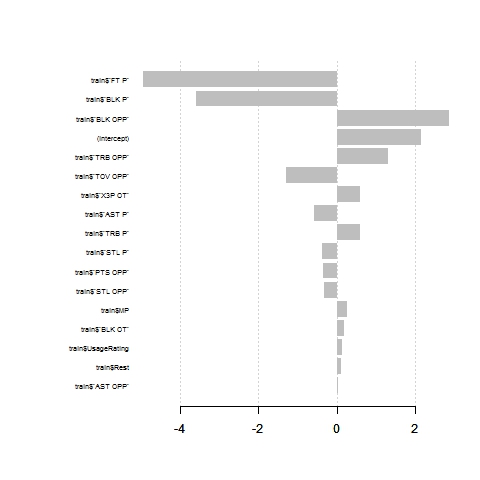 train$"FT P"
train$"BLK P"
train$"BLK OPP"
(Intercept)
train$"TRB OPP"
train$"TOV OPP"
train$"X3P OT"
train$"AST P"
train$"TRB P"
train$"STL P"
train$"PTS OPP"
train$"STL OPP"
train$MP
train$"BLK OT"
train$UsageRating
train$Rest
train$"AST OPP"
-4 -2 0 2